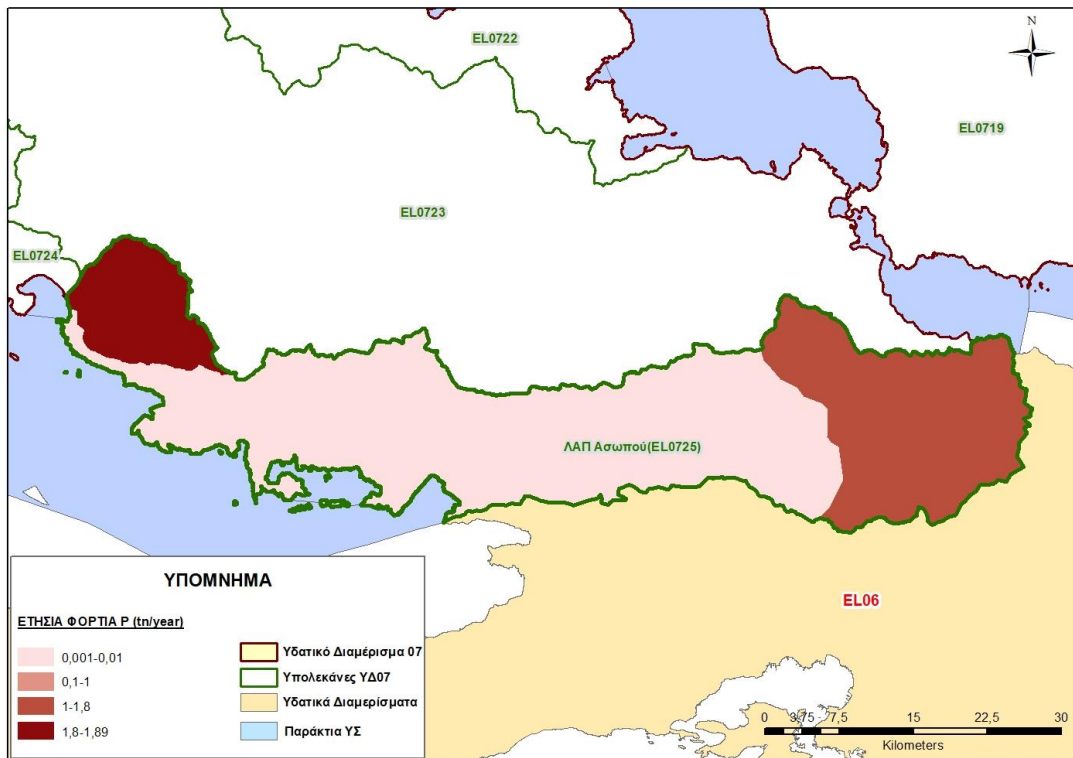 N
EL0722
EL0719
EL0723
EL0724
ΛΑΠ Ασωπού(EL0725)
EL06
ΥΠΟΜΝΗΜΑ
ΕΤΗΣΙΑ ΦΟΡΤΙΑ P (tn/year)
0,001-0,01
0,1-1
1-1,8
1,8-1,89
Υδατικό Διαμέρισμα 07
Υπολεκάνες ΥΔ07
Υδατικά Διαμερίσματα
Παράκτια ΥΣ
0 3,75 7,5 15 22,5 30
Kilometers